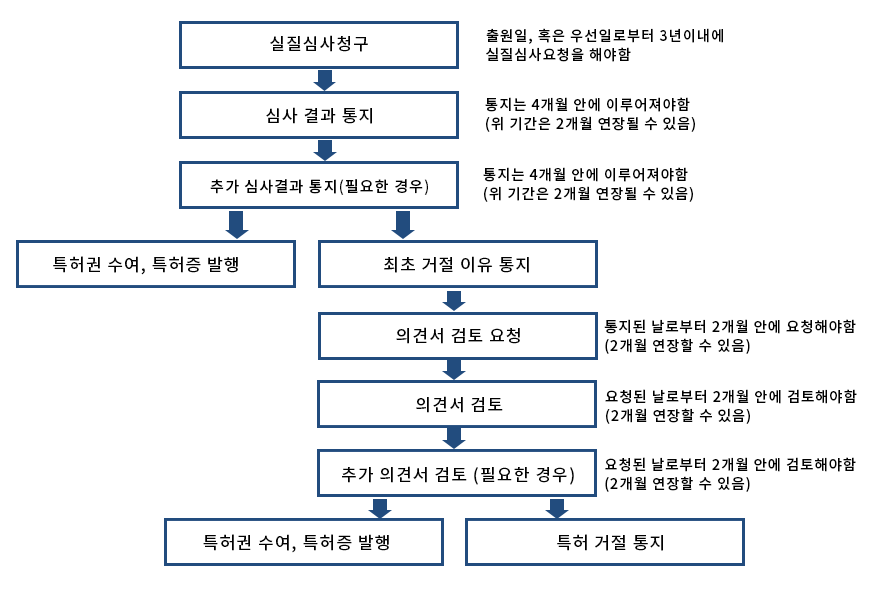 실질심사청구
출원일, 혹은 우선일로부터 3년이내에
실질심사요청을 해야함
심사 결과 통지
통지는 4개월 안에 이루어져야함
(위 기간은 2개월 연장될 수 있음)
추가 심사결과 통지(필요한 경우)
통지는 4개월 안에 이루어져야함
(위 기간은 2개월 연장될 수 있음)
특허권 수여, 특허증 발행
최초 거절 이유 통지
의견서 검토 요청
통지된 날로부터 2개월 안에 요청해야함
(2개월 연장할 수 있음)
의견서 검토
요청된 날로부터 2개월 안에 검토해야함
(2개월 연장할 수 있음)
추가 의견서 검토 (필요한 경우)
요청된 날로부터 2개월 안에 검토해야함
(2개월 연장할 수 있음)
특허권 수여, 특허증 발행
특허 거절 통지